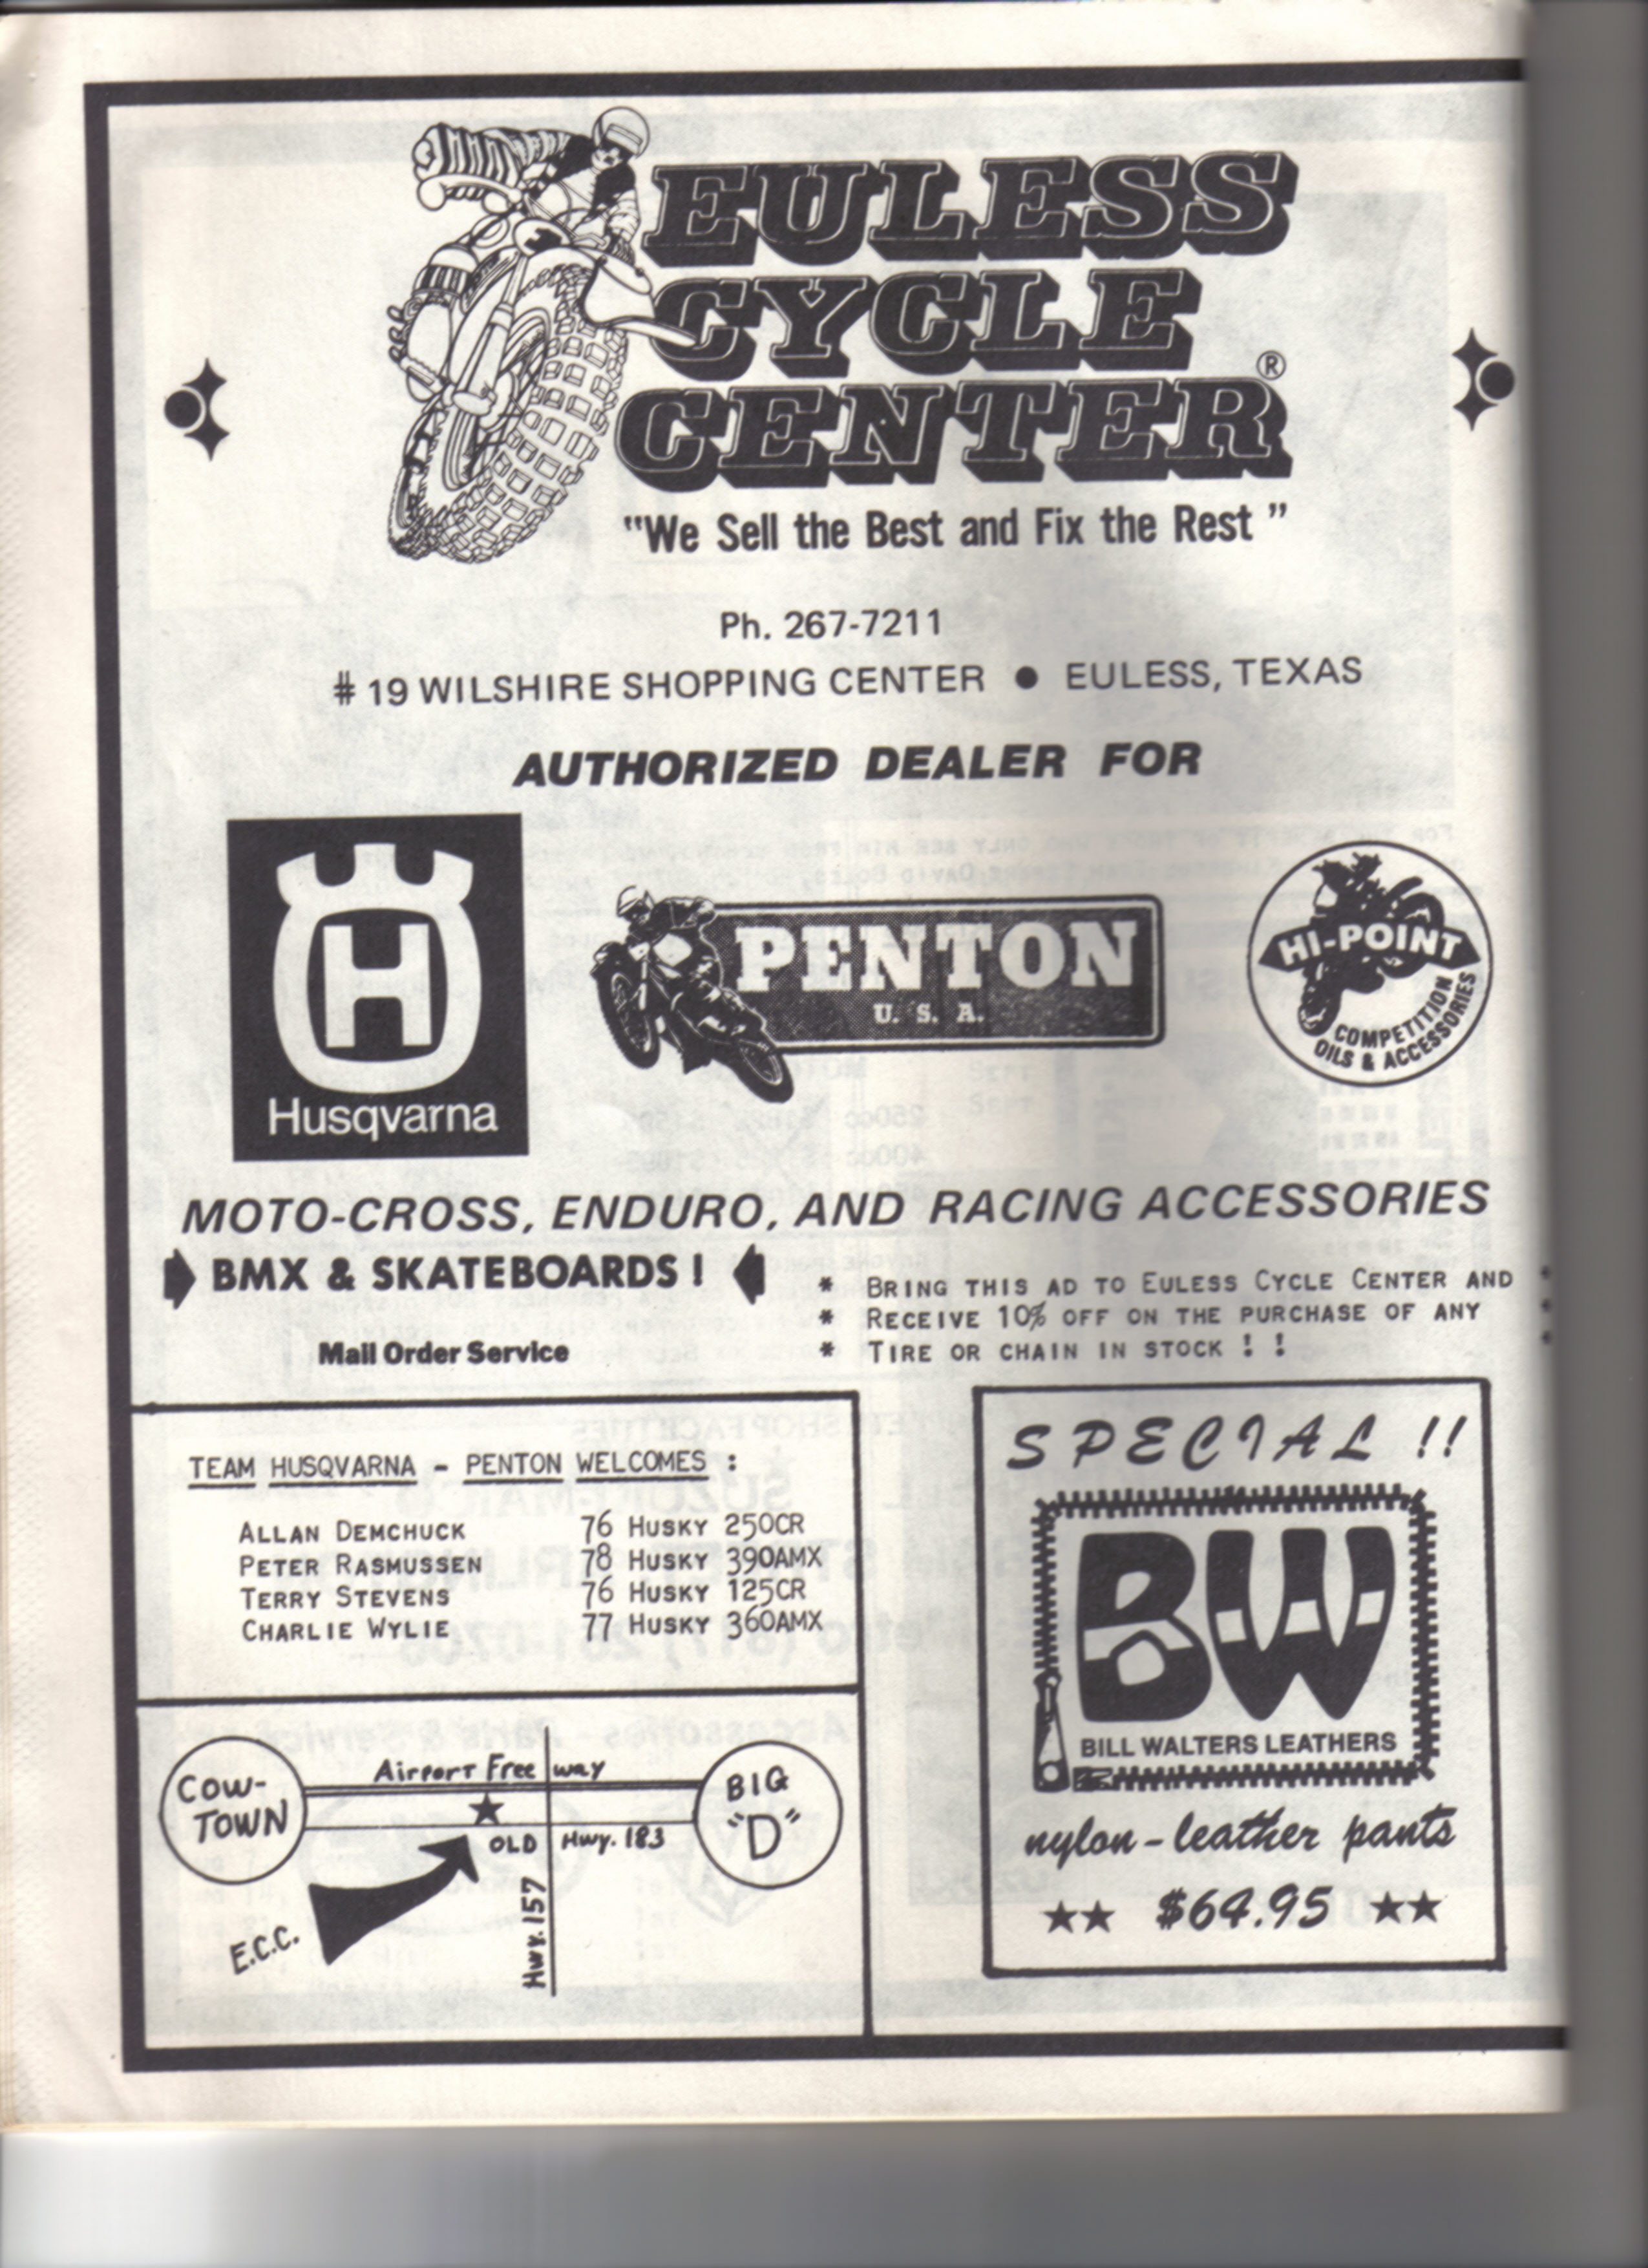 EULESS
CYCLE
CENTER ®
"We Sell the Best and Fix the Rest"
Ph. 267-7211
# 19 WILSHIRE SHOPPING CENTER ● EULESS, TEXAS
AUTHORIZED DEALER FOR
H
Husqvarna
PENTON
U. S. A.
HI-POINT
COMPETITION
OILS & ACCESSORIES
MOTO-CROSS, ENDURO, AND RACING ACCESSORIES
BMX & SKATEBOARDS !
Mail Order Service
* BRING THIS AD TO EULESS CYCLE CENTER AND *
* RECEIVE 10% OFF ON THE PURCHASE OF ANY *
* TIRE OR CHAIN IN STOCK ! ! *
TEAM HUSQVARNA - PENTON WELCOMES :
ALLAN DEMCHUCK 76 HUSKY 250CR
PETER RASMUSSEN 78 HUSKY 390AMX
TERRY STEVENS 76 HUSKY 125CR
CHARLIE WYLIE 77 HUSKY 360AMX
COW-
TOWN
Airport Freeway
BIG
"D"
OLD Hwy. 183
Hwy. 157
E.C.C.
SPECIAL !!
BW
BILL WALTERS LEATHERS
nylon-leather pants
★★ $64.95 ★★